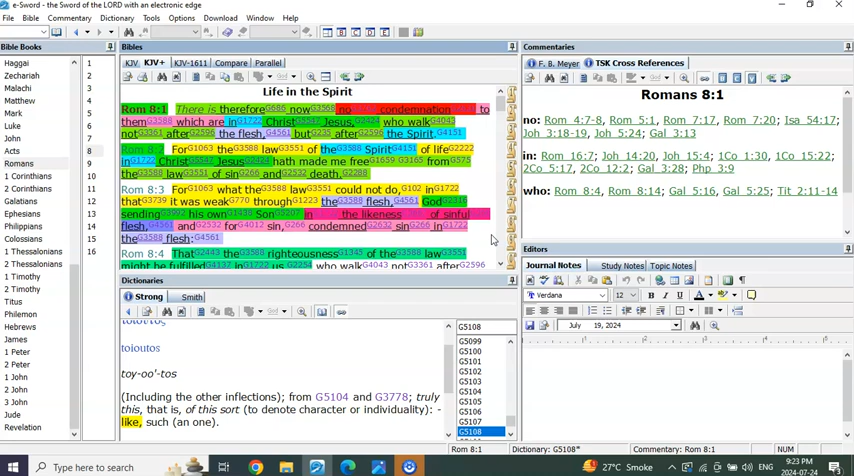 e-Sword - the Sword of the LORD with an electronic edge
File Bible Commentary Dictionary Tools Options Download Window Help
B C D E
Bible Books
Haggai
Zechariah
Malachi
Matthew
Mark
Luke
John
Acts
Romans
1 Corinthians
2 Corinthians
Galatians
Ephesians
Philippians
Colossians
1 Thessalonians
2 Thessalonians
1 Timothy
2 Timothy
Titus
Philemon
Hebrews
James
1 Peter
2 Peter
1 John
2 John
3 John
Jude
Revelation
1
2
3
4
5
6
7
8
9
10
11
12
13
14
15
16
Bibles
KJV KJV+ KJV-1611 Compare Parallel
Life in the Spirit
Rom 8:1 There is therefore G686 now G3568 no condemnation to
them G3588 which are in G1722 Christ G5547 Jesus, G2424 who walk G4043
not G3361 after G2596 the flesh, G4561 but G235 after G2596 the Spirit. G4151
Rom 8:2 For G1063 the G3588 law G3551 of the G3588 Spirit G4151 of life G2222
in G1722 Christ G5547 Jesus G2424 hath made me free G1659 G3165 from G575
the G3588 law G3551 of sin G266 and G2532 death. G2288
Rom 8:3 For G1063 what the G3588 law G3551 could not do, G102 in G1722
that G3739 it was weak G770 through G1223 the G3588 flesh, G4561 God G2316
sending G3992 his own G1438 Son G5207 in the likeness of sinful
flesh, G4561 and G2532 for G4012 sin, G266 condemned G2632 sin G266 in G1722
the G3588 flesh: G4561
Rom 8:4 That G2443 the G3588 righteousness G1345 of the G3588 law G3551
might be fulfilled G4137 in G1722 us, G2254 who walk G4043 not G3361 after G2596
Dictionaries
Strong Smith
τοιοῦτος
toioutos
toy-oo'-tos
(Including the other inflections); from G5104 and G3778; truly
this, that is, of this sort (to denote character or individuality): -
like, such (an one).
G5108
G5099
G5100
G5101
G5102
G5103
G5104
G5105
G5106
G5107
G5108
Commentaries
F. B. Meyer TSK Cross References
Romans 8:1
no: Rom 4:7-8, Rom 5:1, Rom 7:17, Rom 7:20; Isa 54:17;
Joh 3:18-19, Joh 5:24; Gal 3:13
in: Rom 16:7; Joh 14:20, Joh 15:4; 1Co 1:30, 1Co 15:22;
2Co 5:17, 2Co 12:2; Gal 3:28; Php 3:9
who: Rom 8:4, Rom 8:14; Gal 5:16, Gal 5:25; Tit 2:11-14
Editors
Journal Notes Study Notes Topic Notes
Verdana 12 B I U A
July 19, 2024
1 2 3 4 5
Rom 8:1 Dictionary: G5108* Commentary: Rom 8:1 NUM
Type here to search
27°C Smoke
ENG
9:23 PM
2024-07-24